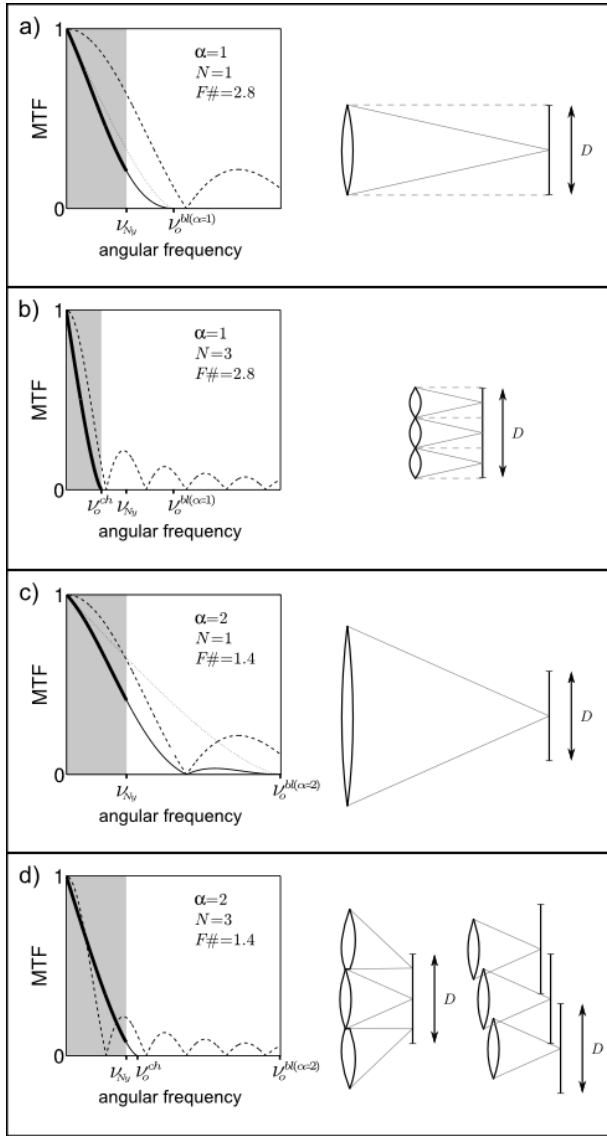 a)
1
MTF
0
α=1
N=1
F#=2.8
ν_Ny
ν_o^bl(α=1)
angular frequency
D
b)
1
MTF
0
α=1
N=3
F#=2.8
ν_o^ch
ν_Ny
ν_o^bl(α=1)
angular frequency
D
c)
1
MTF
0
α=2
N=1
F#=1.4
ν_Ny
ν_o^bl(α=2)
angular frequency
D
d)
1
MTF
0
α=2
N=3
F#=1.4
ν_Ny
ν_o^ch
ν_o^bl(α=2)
angular frequency
D
D